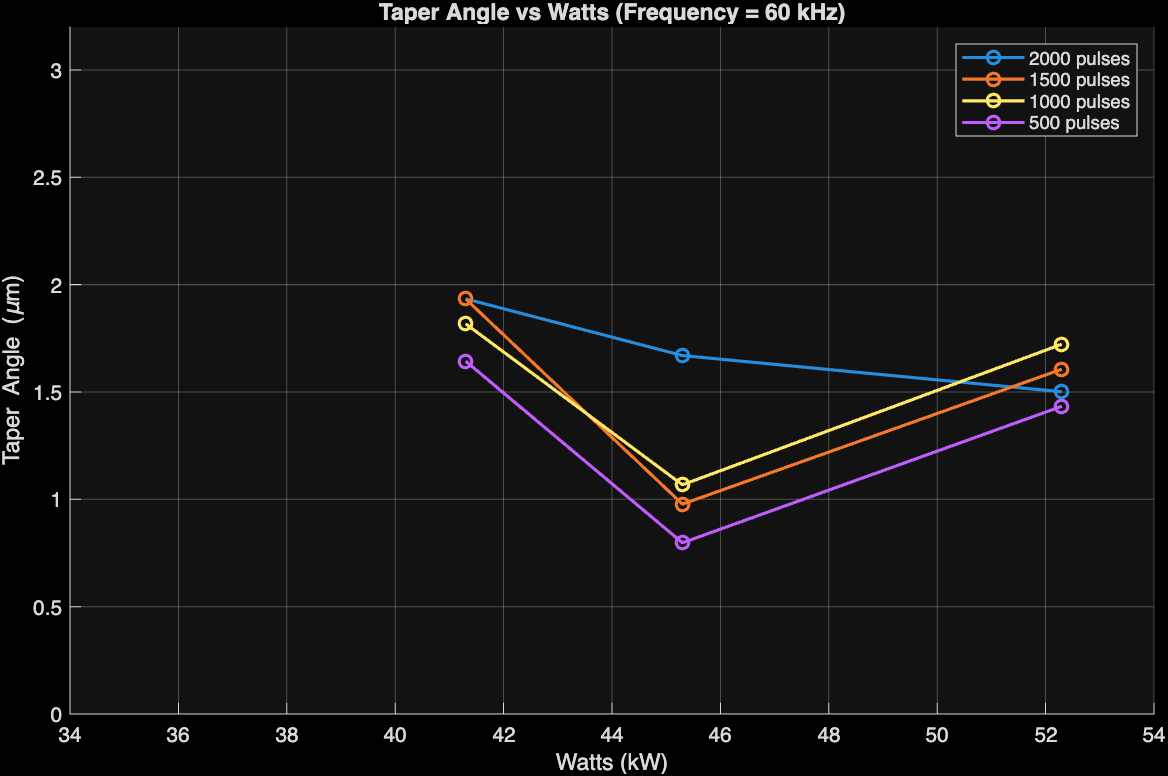 Taper Angle vs Watts (Frequency = 60 kHz)
2000 pulses
1500 pulses
1000 pulses
500 pulses
3
2.5
2
1.5
1
0.5
0
Taper Angle (μm)
34 36 38 40 42 44 46 48 50 52 54
Watts (kW)